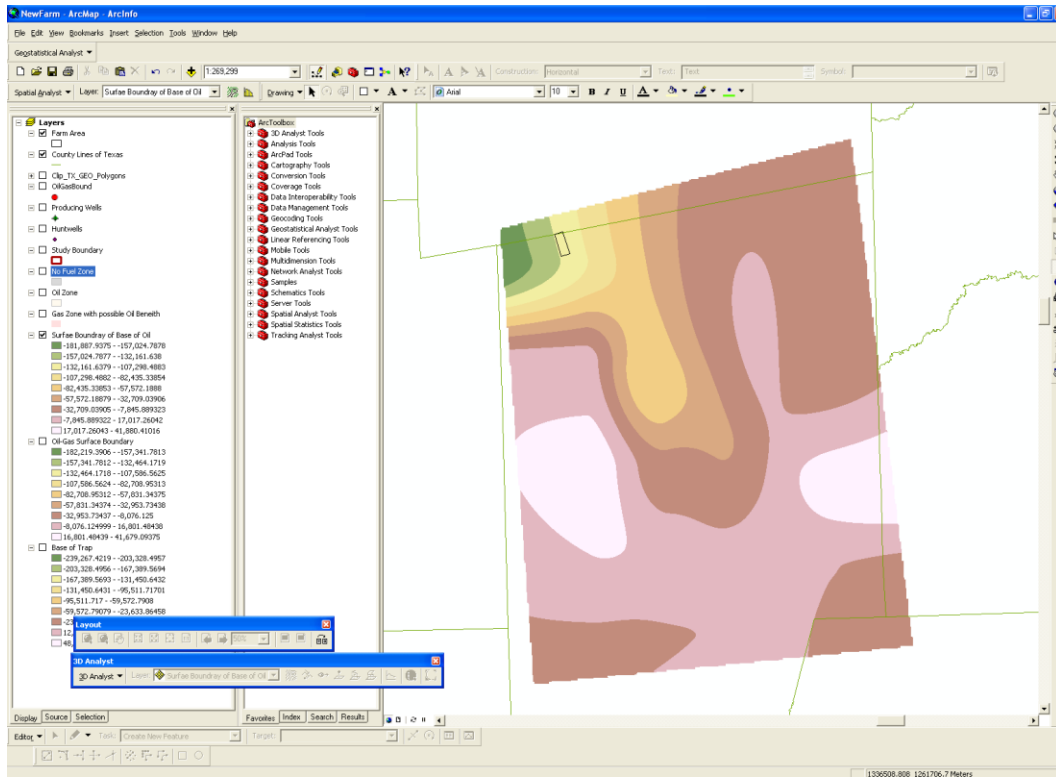 NewFarm - ArcMap - ArcInfo
File Edit View Bookmarks Insert Selection Tools Window Help
Geostatistical Analyst
1:269,299 Construction: Horizontal Text: Text Symbol:
Spatial Analyst Layer: Surfae Boundray of Base of Oil Drawing A Arial 10 B I U A
Layers
Farm Area
County Lines of Texas
Clip_TX_GEO_Polygons
OilGasBound
Producing Wells
Huntwells
Study Boundary
No Fuel Zone
Oil Zone
Gas Zone with possible Oil Beneith
Surfae Boundray of Base of Oil
-181,887.9375 - -157,024.7878
-157,024.7877 - -132,161.638
-132,161.6379 - -107,298.4883
-107,298.4882 - -82,435.33854
-82,435.33853 - -57,572.1888
-57,572.18879 - -32,709.03906
-32,709.03905 - -7,845.889323
-7,845.889322 - 17,017.26042
17,017.26043 - 41,880.41016
Oil-Gas Surface Boundary
-182,219.3906 - -157,341.7813
-157,341.7812 - -132,464.1719
-132,464.1718 - -107,586.5625
-107,586.5624 - -82,708.95313
-82,708.95312 - -57,831.34375
-57,831.34374 - -32,953.73438
-32,953.73437 - -8,076.125
-8,076.124999 - 16,801.48438
16,801.48439 - 41,679.09375
Base of Trap
-239,267.4219 - -203,328.4957
-203,328.4956 - -167,389.5694
-167,389.5693 - -131,450.6432
-131,450.6431 - -95,511.71701
-95,511.717 - -59,572.7908
-59,572.79079 - -23,633.86458
-23
12,
48,
ArcToolbox
3D Analyst Tools
Analysis Tools
ArcPad Tools
Cartography Tools
Conversion Tools
Coverage Tools
Data Interoperability Tools
Data Management Tools
Geocoding Tools
Geostatistical Analyst Tools
Linear Referencing Tools
Mobile Tools
Multidimension Tools
Network Analyst Tools
Samples
Schematics Tools
Server Tools
Spatial Analyst Tools
Spatial Statistics Tools
Tracking Analyst Tools
Layout
3D Analyst
3D Analyst Layer: Surfae Boundray of Base of Oil
Display Source Selection
Favorites Index Search Results
Editor Task: Create New Feature Target:
1336508.808 1261706.7 Meters